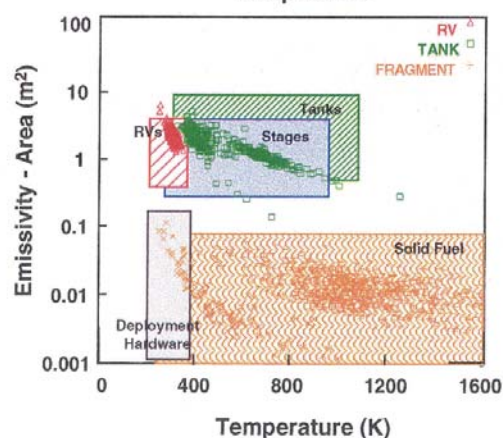 100
10
1
0.1
0.01
0.001
Emissivity - Area (m²)
RV
TANK
FRAGMENT
Tanks
RVs
Stages
Solid Fuel
Deployment
Hardware
0 400 800 1200 1600
Temperature (K)